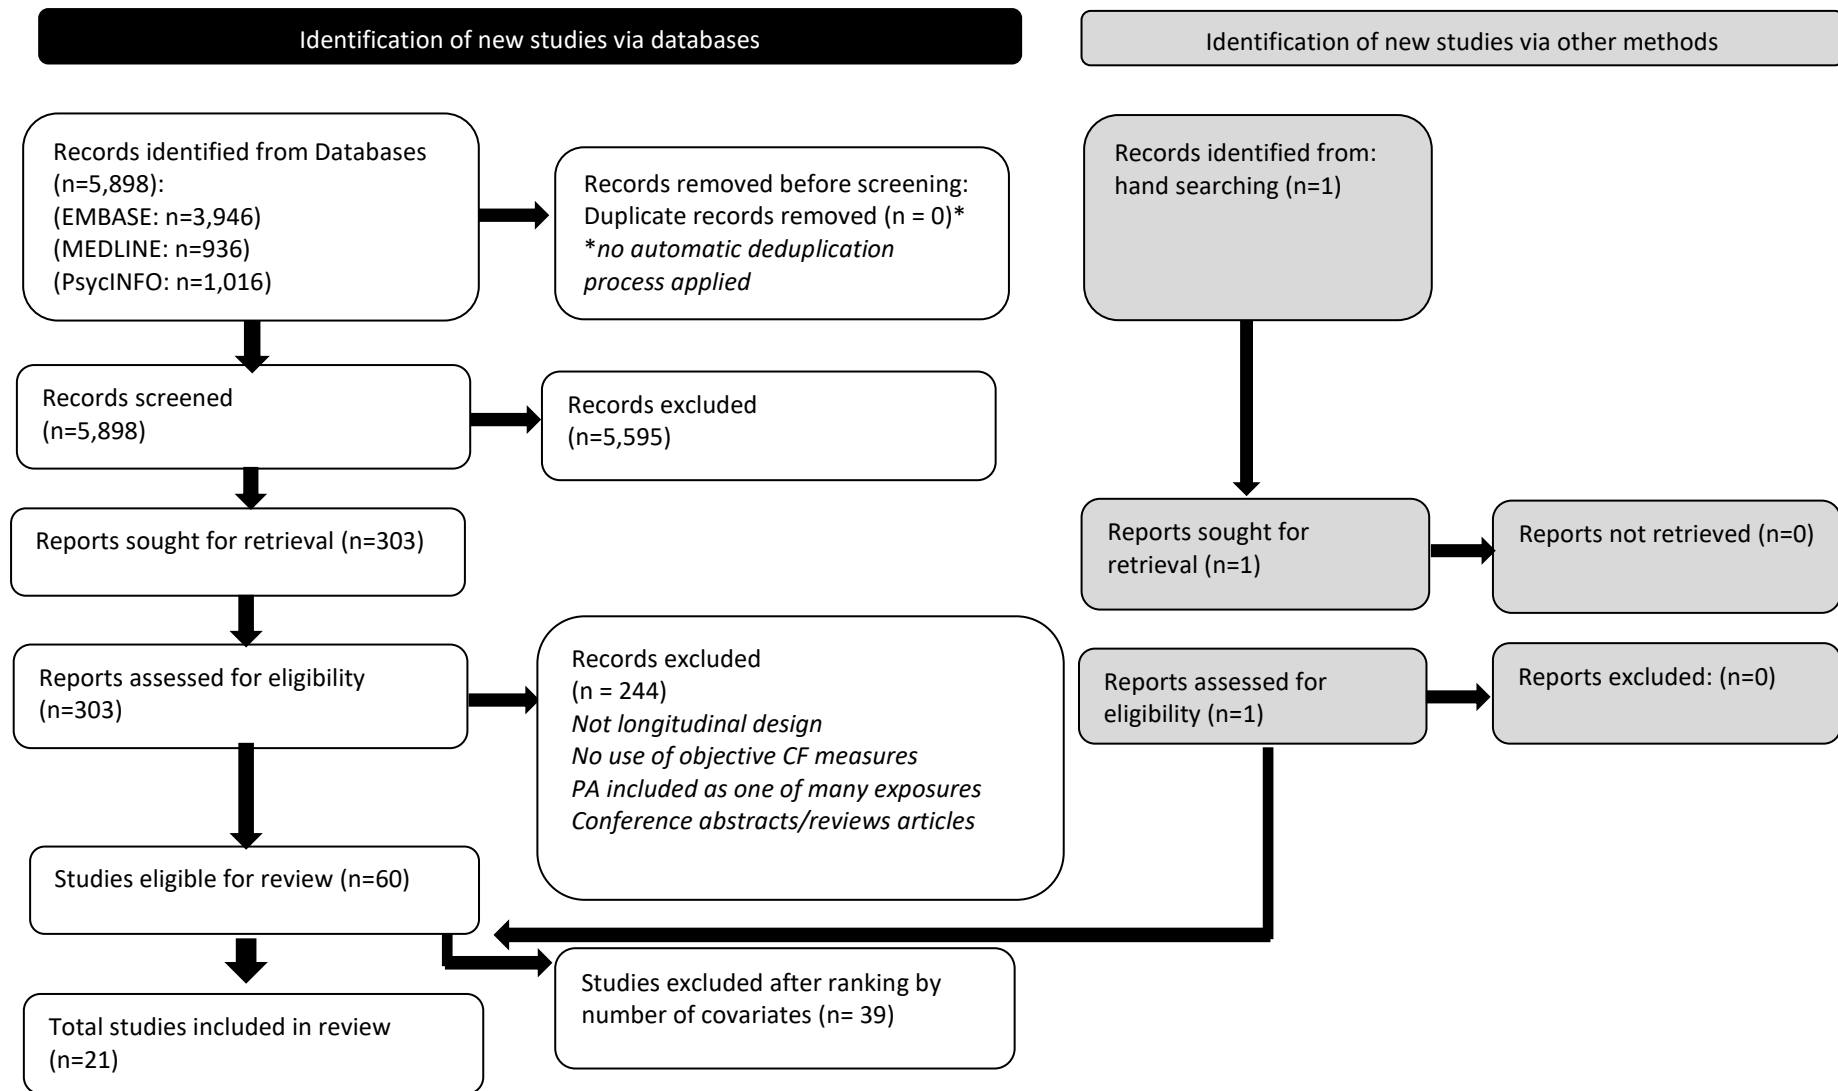 Identification of new studies via databases
Identification of new studies via other methods
Records identified from Databases
(n=5,898):
(EMBASE: n=3,946)
(MEDLINE: n=936)
(PsycINFO: n=1,016)
Records removed before screening:
Duplicate records removed (n = 0)*
*no automatic deduplication
process applied
Records identified from:
hand searching (n=1)
Records screened
(n=5,898)
Records excluded
(n=5,595)
Reports sought for retrieval (n=303)
Reports sought for
retrieval (n=1)
Reports not retrieved (n=0)
Reports assessed for eligibility
(n=303)
Records excluded
(n = 244)
Not longitudinal design
No use of objective CF measures
PA included as one of many exposures
Conference abstracts/reviews articles
Reports assessed for
eligibility (n=1)
Reports excluded: (n=0)
Studies eligible for review (n=60)
Studies excluded after ranking by
number of covariates (n= 39)
Total studies included in review
(n=21)